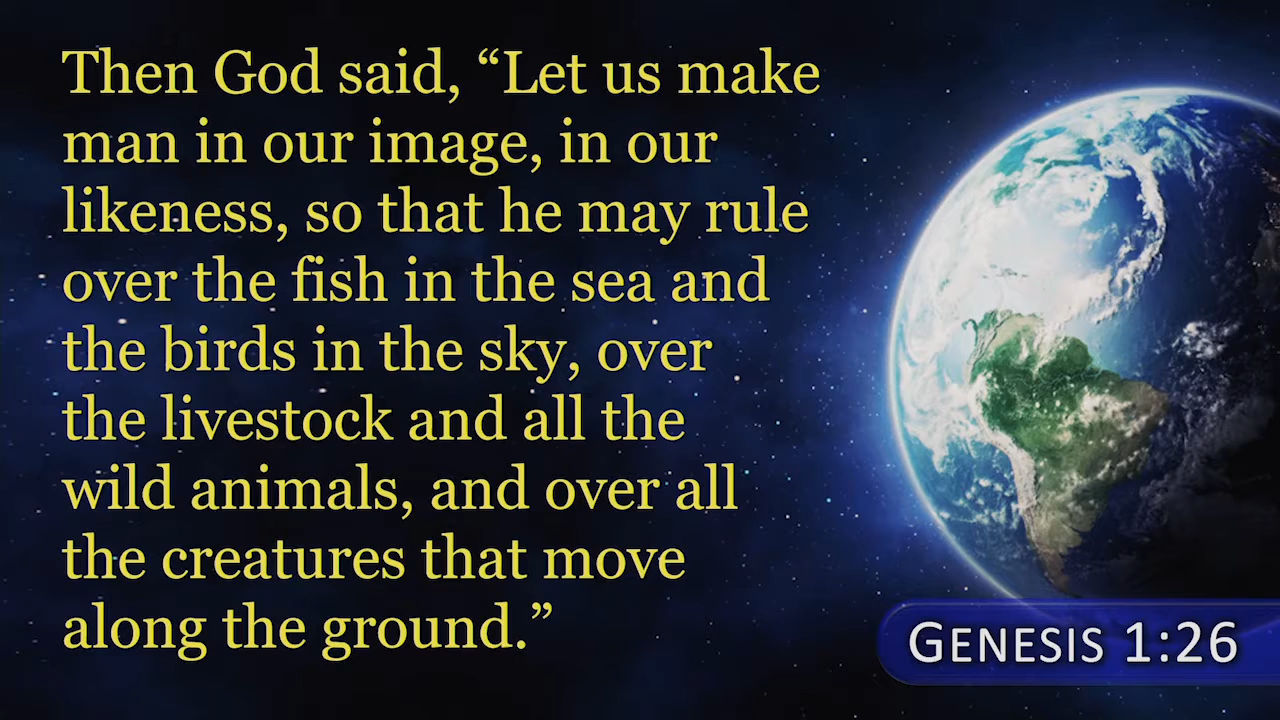 Then God said, “Let us make
man in our image, in our
likeness, so that he may rule
over the fish in the sea and
the birds in the sky, over
the livestock and all the
wild animals, and over all
the creatures that move
along the ground.”
GENESIS 1:26